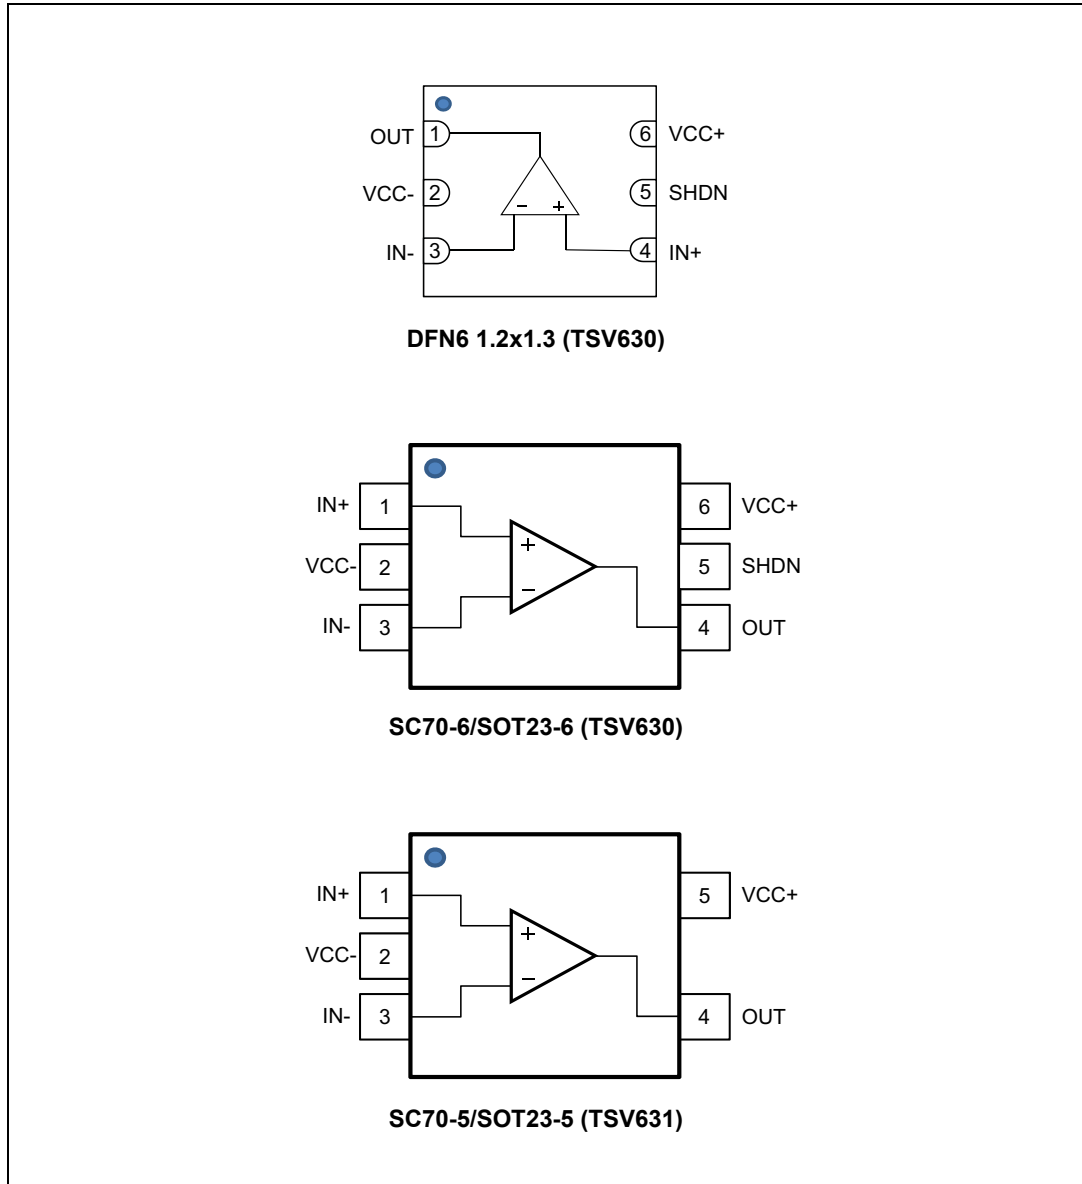 OUT 1 6 VCC+
VCC- 2 5 SHDN
- +
IN- 3 4 IN+
DFN6 1.2x1.3 (TSV630)
IN+ 1 6 VCC+
+
VCC- 2 5 SHDN
-
IN- 3 4 OUT
SC70-6/SOT23-6 (TSV630)
IN+ 1 5 VCC+
+
VCC- 2
-
IN- 3 4 OUT
SC70-5/SOT23-5 (TSV631)